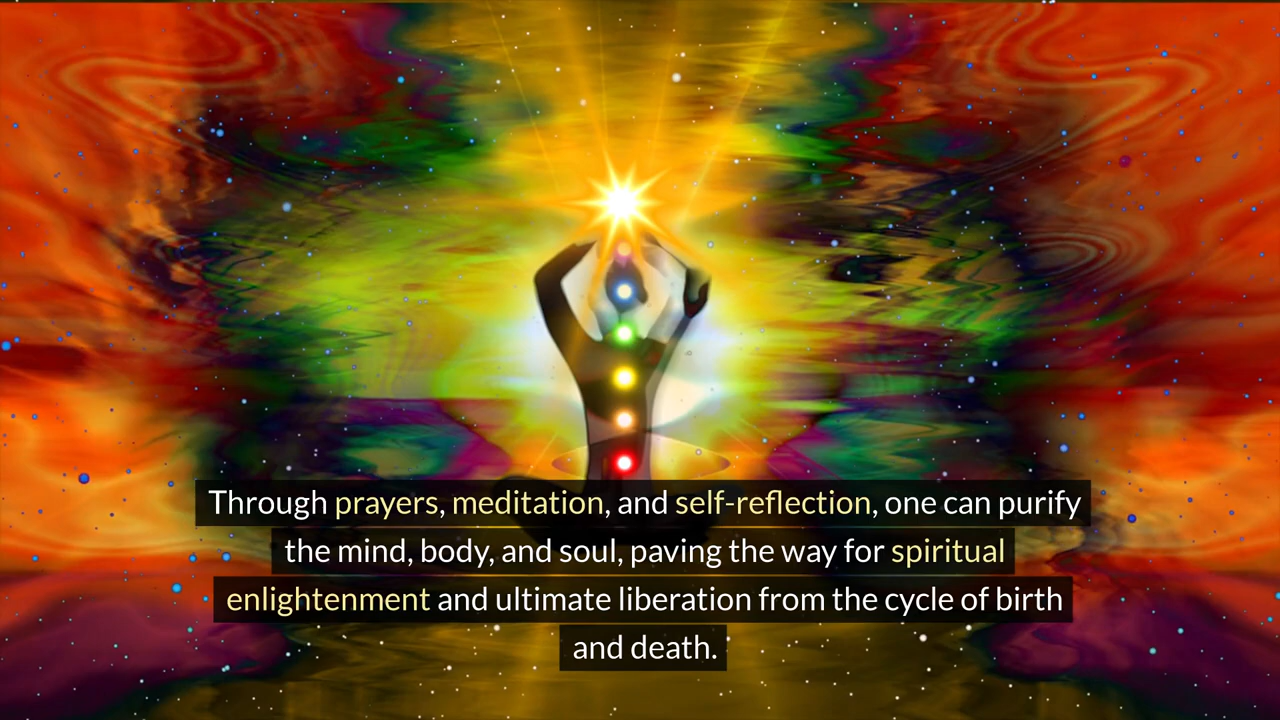 Through prayers, meditation, and self-reflection, one can purify
the mind, body, and soul, paving the way for spiritual
enlightenment and ultimate liberation from the cycle of birth
and death.